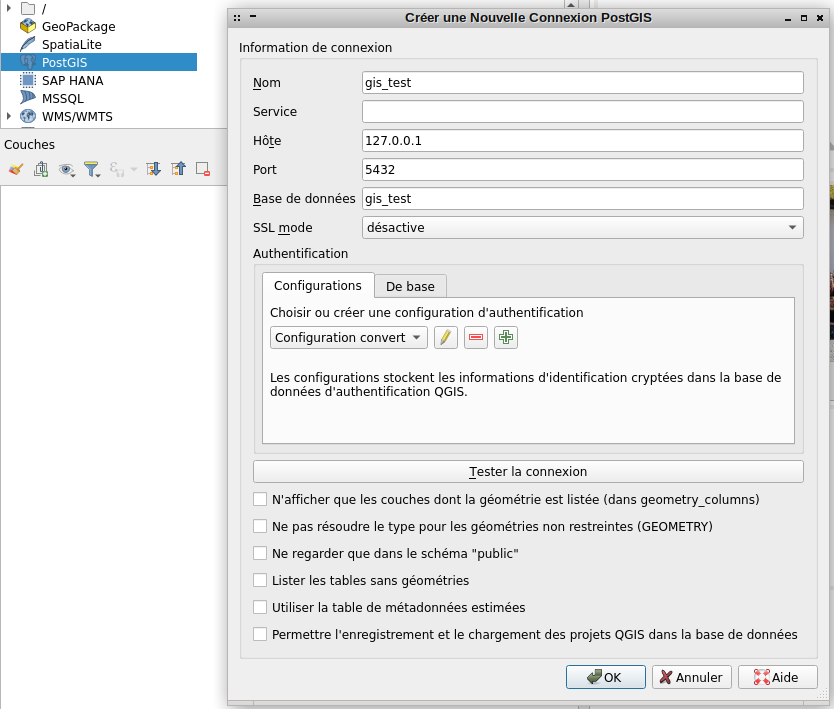 /
GeoPackage
SpatiaLite
PostGIS
SAP HANA
MSSQL
WMS/WMTS
Couches
Créer une Nouvelle Connexion PostGIS
Information de connexion
Nom gis_test
Service
Hôte 127.0.0.1
Port 5432
Base de données gis_test
SSL mode désactive
Authentification
Configurations De base
Choisir ou créer une configuration d'authentification
Configuration convert
Les configurations stockent les informations d'identification cryptées dans la base de
données d'authentification QGIS.
Tester la connexion
N'afficher que les couches dont la géométrie est listée (dans geometry_columns)
Ne pas résoudre le type pour les géométries non restreintes (GEOMETRY)
Ne regarder que dans le schéma "public"
Lister les tables sans géométries
Utiliser la table de métadonnées estimées
Permettre l'enregistrement et le chargement des projets QGIS dans la base de données
OK Annuler Aide